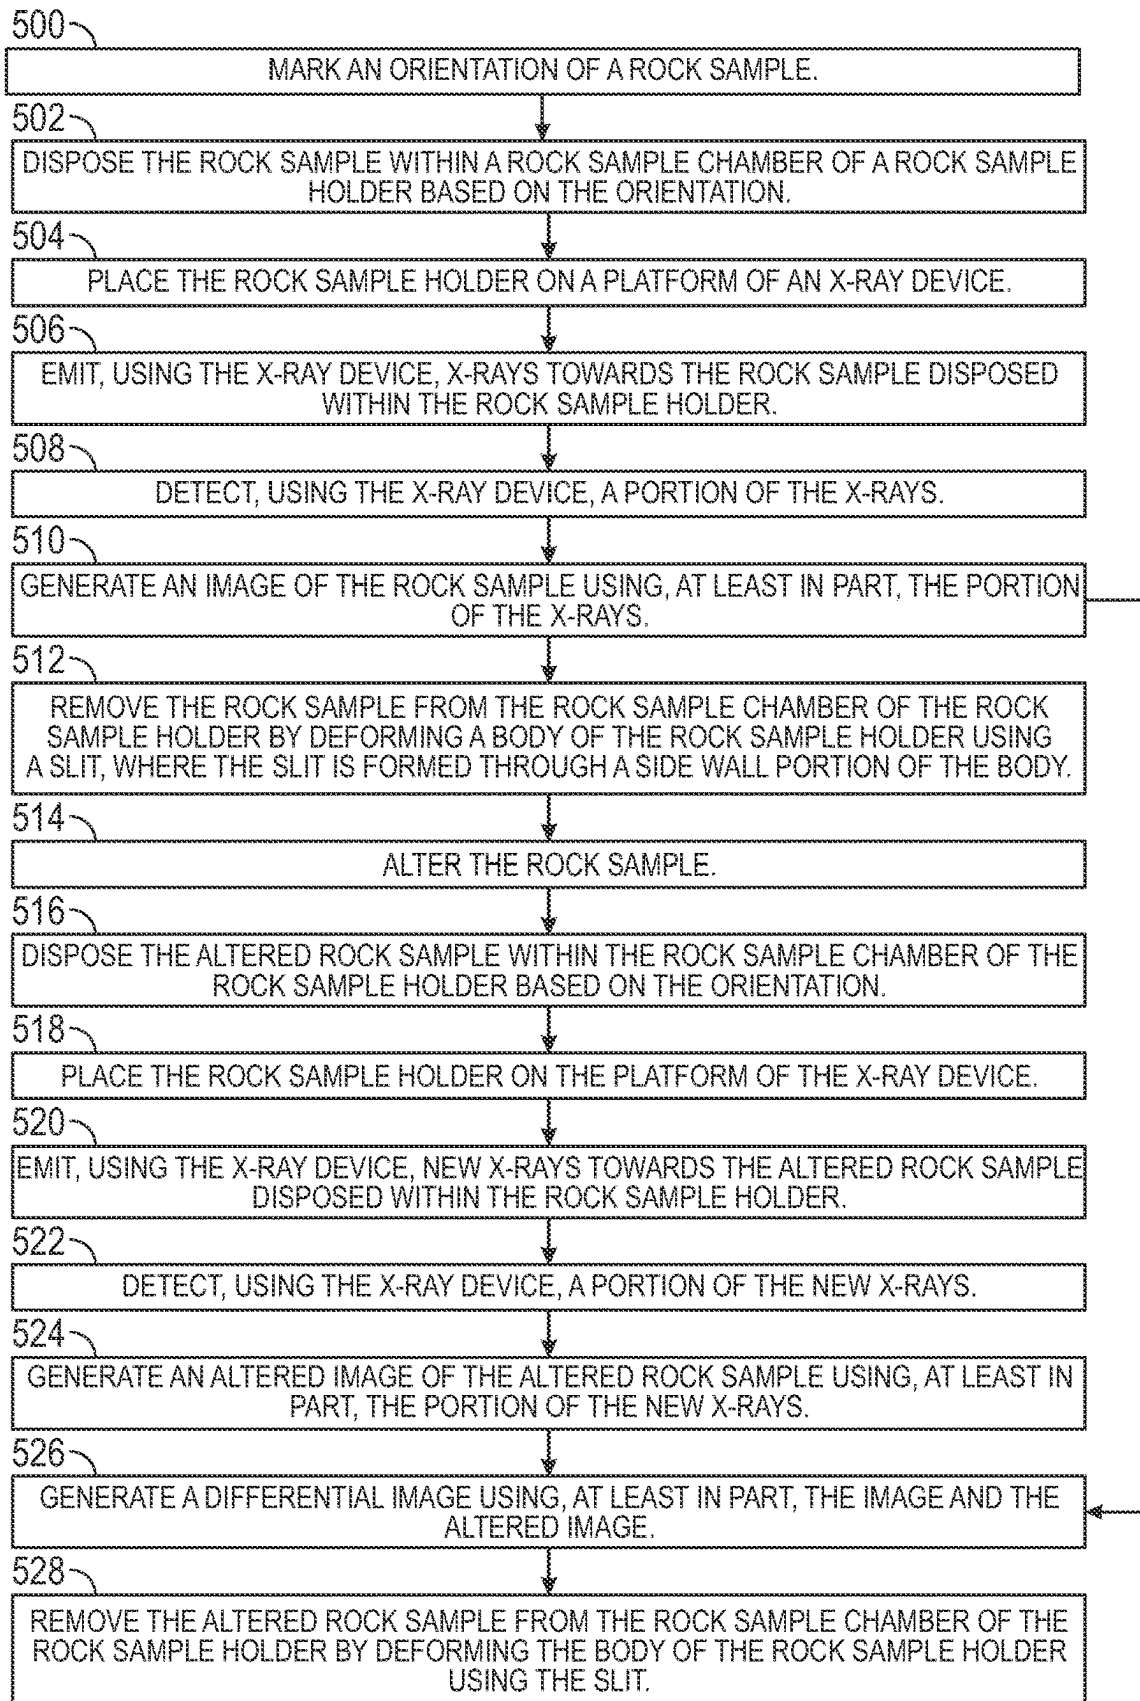 500
MARK AN ORIENTATION OF A ROCK SAMPLE.
502
DISPOSE THE ROCK SAMPLE WITHIN A ROCK SAMPLE CHAMBER OF A ROCK SAMPLE
HOLDER BASED ON THE ORIENTATION.
504
PLACE THE ROCK SAMPLE HOLDER ON A PLATFORM OF AN X-RAY DEVICE.
506
EMIT, USING THE X-RAY DEVICE, X-RAYS TOWARDS THE ROCK SAMPLE DISPOSED
WITHIN THE ROCK SAMPLE HOLDER.
508
DETECT, USING THE X-RAY DEVICE, A PORTION OF THE X-RAYS.
510
GENERATE AN IMAGE OF THE ROCK SAMPLE USING, AT LEAST IN PART, THE PORTION
OF THE X-RAYS.
512
REMOVE THE ROCK SAMPLE FROM THE ROCK SAMPLE CHAMBER OF THE ROCK
SAMPLE HOLDER BY DEFORMING A BODY OF THE ROCK SAMPLE HOLDER USING
A SLIT, WHERE THE SLIT IS FORMED THROUGH A SIDE WALL PORTION OF THE BODY.
514
ALTER THE ROCK SAMPLE.
516
DISPOSE THE ALTERED ROCK SAMPLE WITHIN THE ROCK SAMPLE CHAMBER OF THE
ROCK SAMPLE HOLDER BASED ON THE ORIENTATION.
518
PLACE THE ROCK SAMPLE HOLDER ON THE PLATFORM OF THE X-RAY DEVICE.
520
EMIT, USING THE X-RAY DEVICE, NEW X-RAYS TOWARDS THE ALTERED ROCK SAMPLE
DISPOSED WITHIN THE ROCK SAMPLE HOLDER.
522
DETECT, USING THE X-RAY DEVICE, A PORTION OF THE NEW X-RAYS.
524
GENERATE AN ALTERED IMAGE OF THE ALTERED ROCK SAMPLE USING, AT LEAST IN
PART, THE PORTION OF THE NEW X-RAYS.
526
GENERATE A DIFFERENTIAL IMAGE USING, AT LEAST IN PART, THE IMAGE AND THE
ALTERED IMAGE.
528
REMOVE THE ALTERED ROCK SAMPLE FROM THE ROCK SAMPLE CHAMBER OF THE
ROCK SAMPLE HOLDER BY DEFORMING THE BODY OF THE ROCK SAMPLE HOLDER
USING THE SLIT.